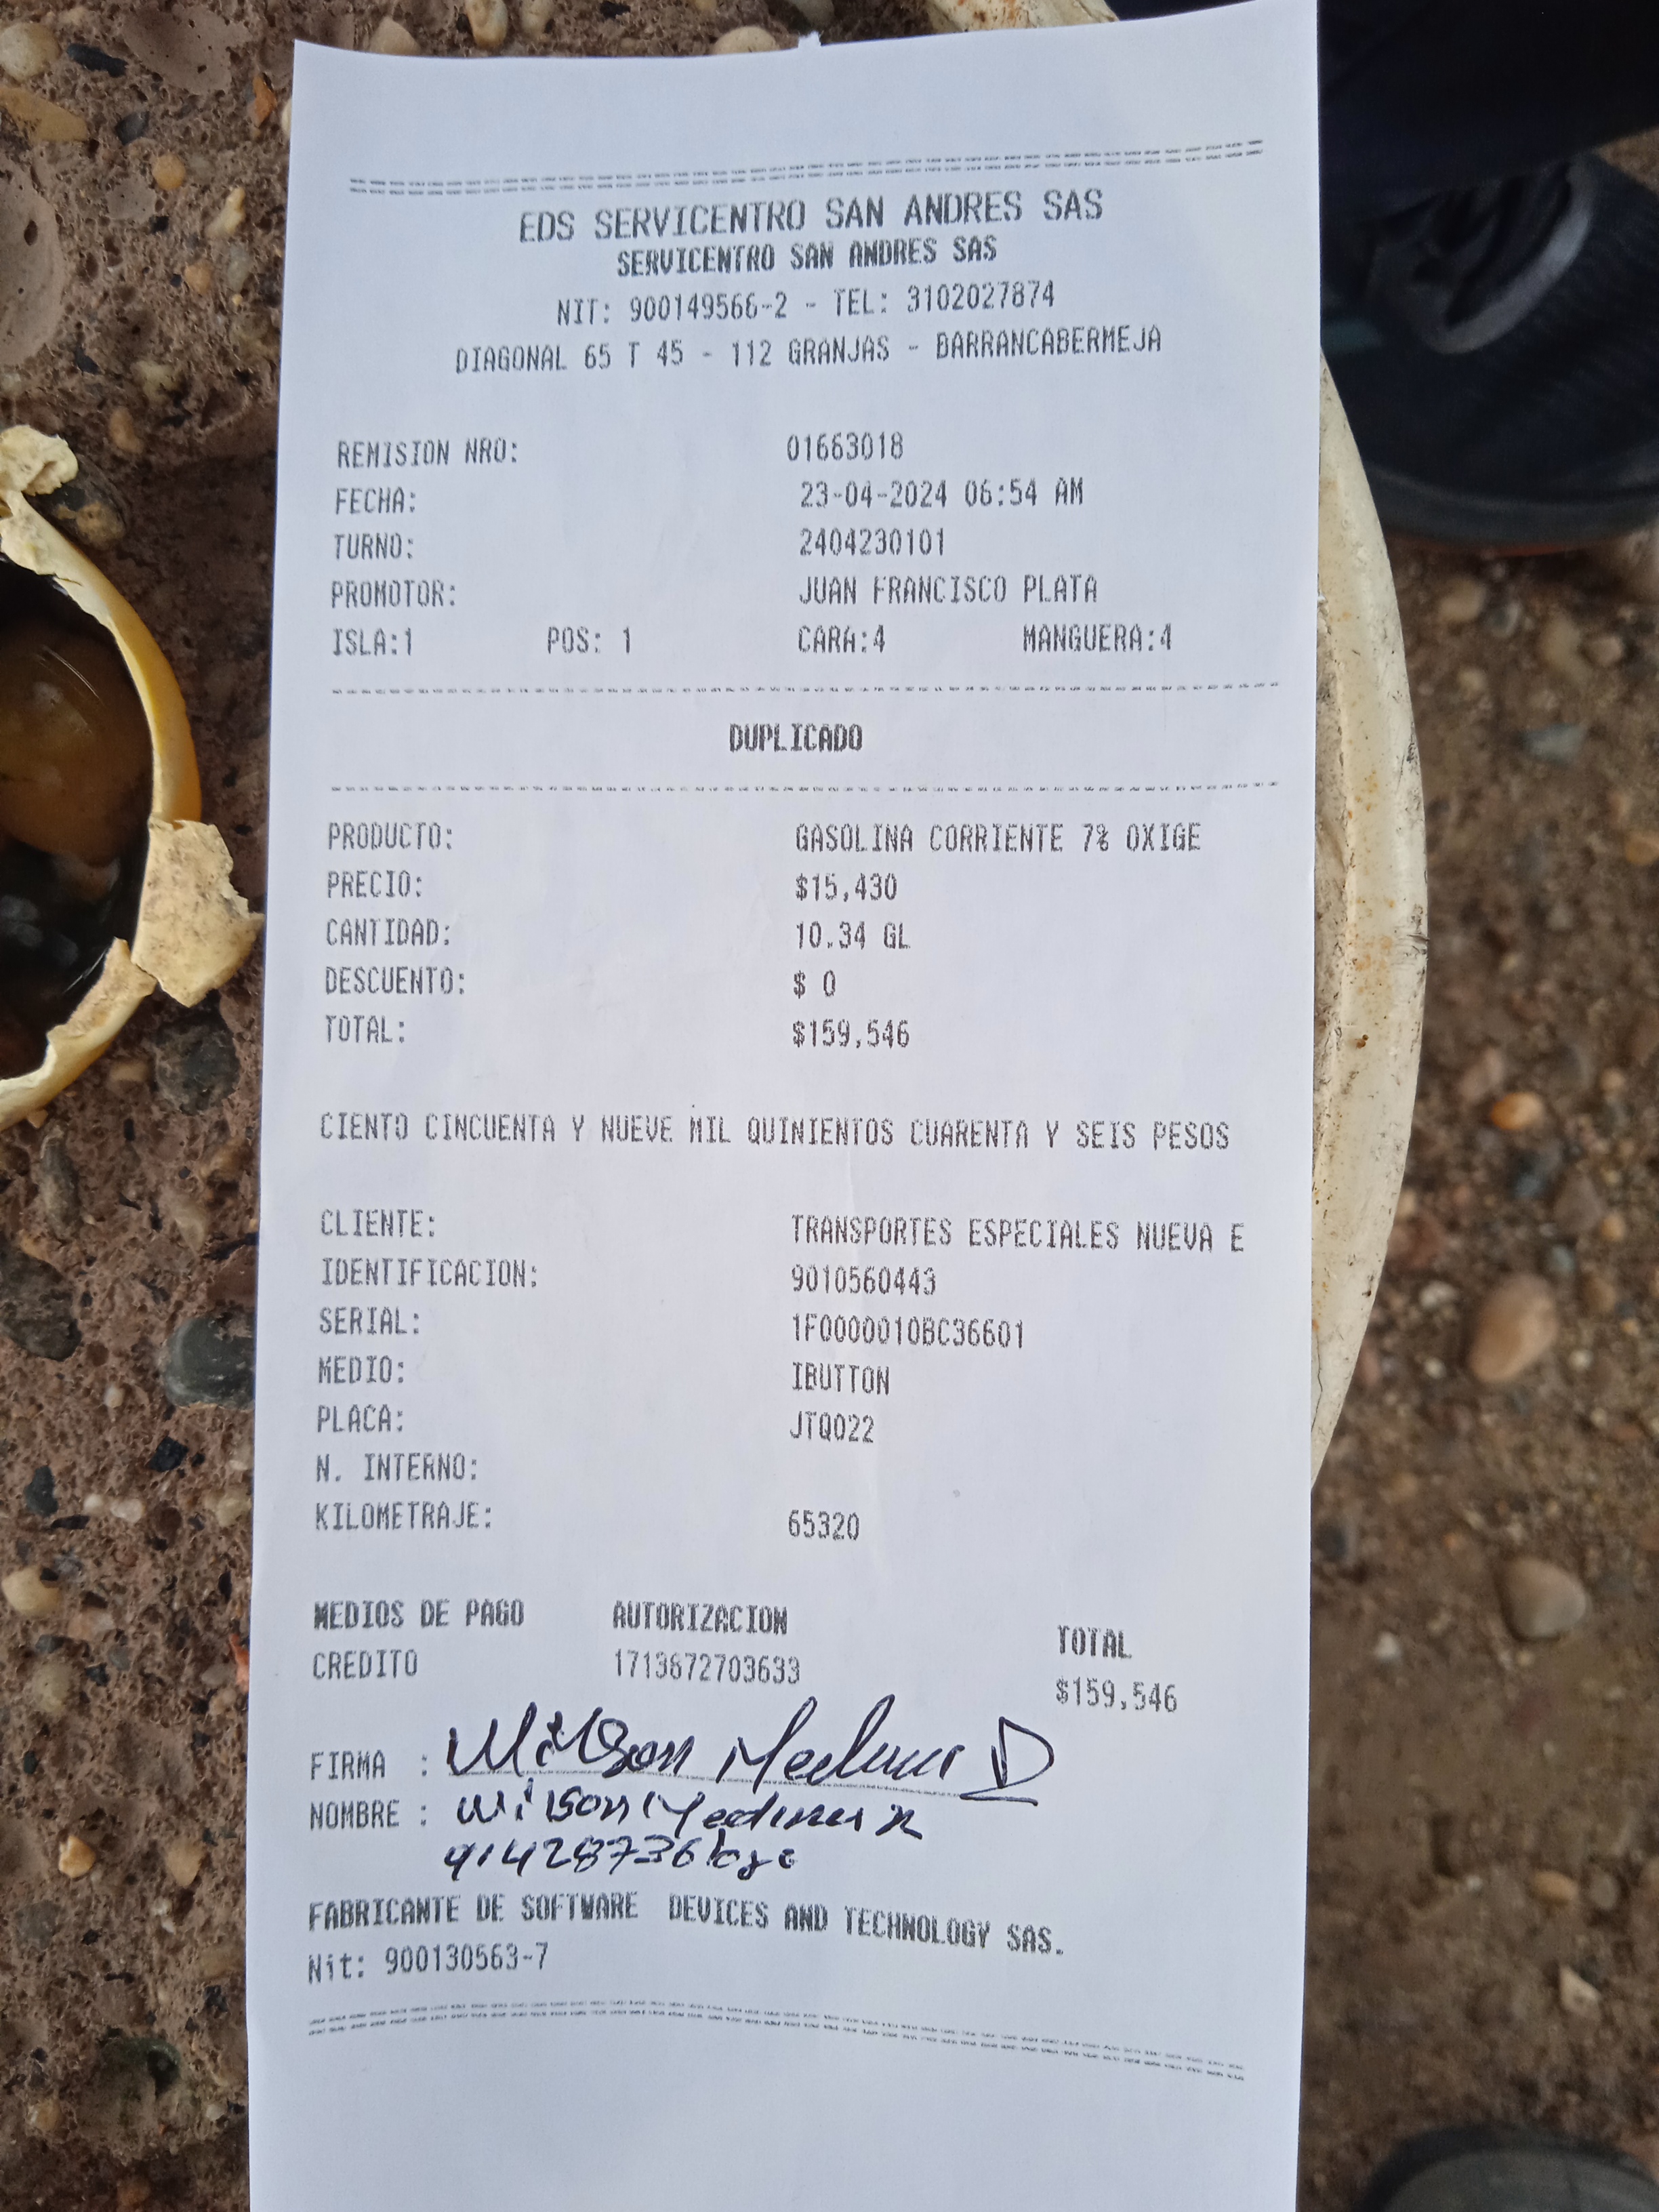 EDS SERVICENTRO SAN ANDRES SAS
SERVICENTRO SAN ANDRES SAS
NIT: 900149566-2 - TEL: 3102027874
DIAGONAL 65 T 45 - 112 GRANJAS - BARRANCABERMEJA
REMISION NRO: 01663018
FECHA: 23-04-2024 06:54 AM
TURNO: 2404230101
PROMOTOR: JUAN FRANCISCO PLATA
ISLA:1 POS: 1 CARA:4 MANGUERA:4
DUPLICADO
PRODUCTO: GASOLINA CORRIENTE 7% OXIGE
PRECIO: $15,430
CANTIDAD: 10.34 GL
DESCUENTO: $ 0
TOTAL: $159,546
CIENTO CINCUENTA Y NUEVE MIL QUINIENTOS CUARENTA Y SEIS PESOS
CLIENTE: TRANSPORTES ESPECIALES NUEVA E
IDENTIFICACION: 9010560443
SERIAL: 1F0000010BC36601
MEDIO: IBUTTON
PLACA: JTQ022
N. INTERNO:
KILOMETRAJE: 65320
MEDIOS DE PAGO AUTORIZACION TOTAL
CREDITO 1713872703633 $159,546
FIRMA : Wilson Medina D
NOMBRE : Wilson Medina
91428736
FABRICANTE DE SOFTWARE DEVICES AND TECHNOLOGY SAS.
Nit: 900130563-7